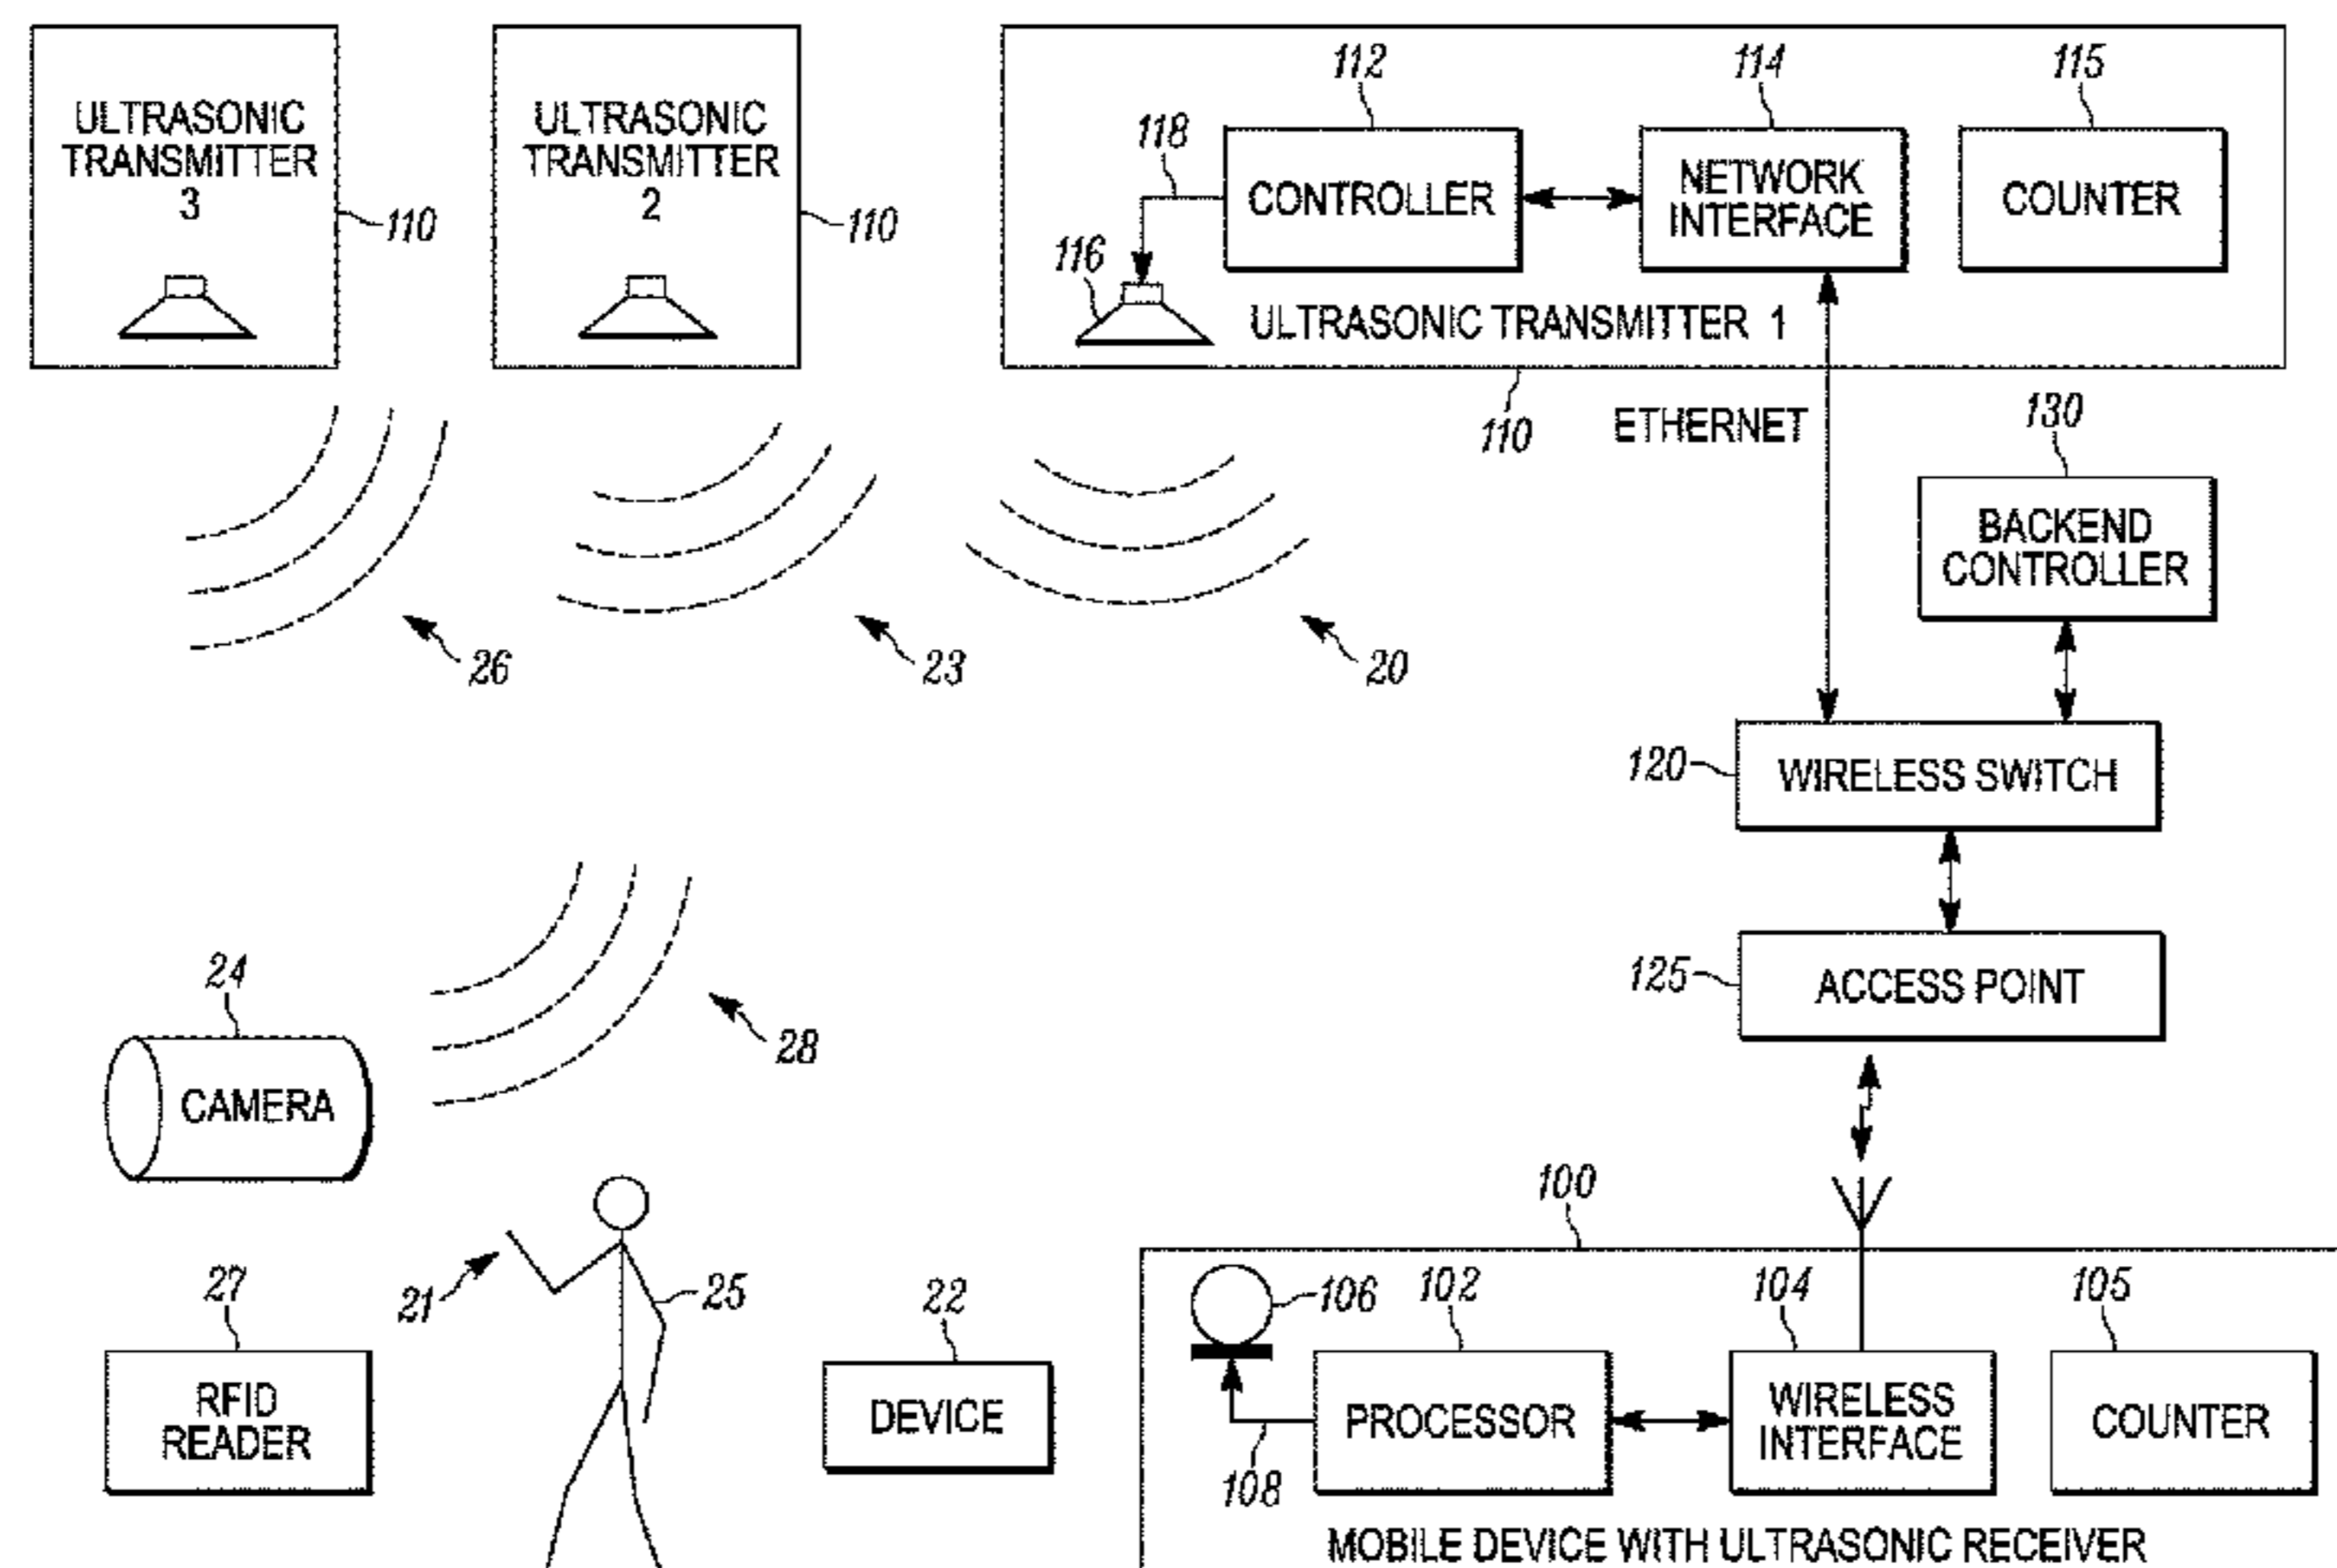 ULTRASONIC
TRANSMITTER
3
110
ULTRASONIC
TRANSMITTER
2
110
112
114
115
118
CONTROLLER
NETWORK
INTERFACE
COUNTER
116
ULTRASONIC TRANSMITTER 1
110
ETHERNET
130
BACKEND
CONTROLLER
26
23
20
120
WIRELESS SWITCH
24
125
ACCESS POINT
28
CAMERA
100
27
21
25
22
106
102
104
105
RFID
READER
DEVICE
PROCESSOR
WIRELESS
INTERFACE
COUNTER
108
MOBILE DEVICE WITH ULTRASONIC RECEIVER